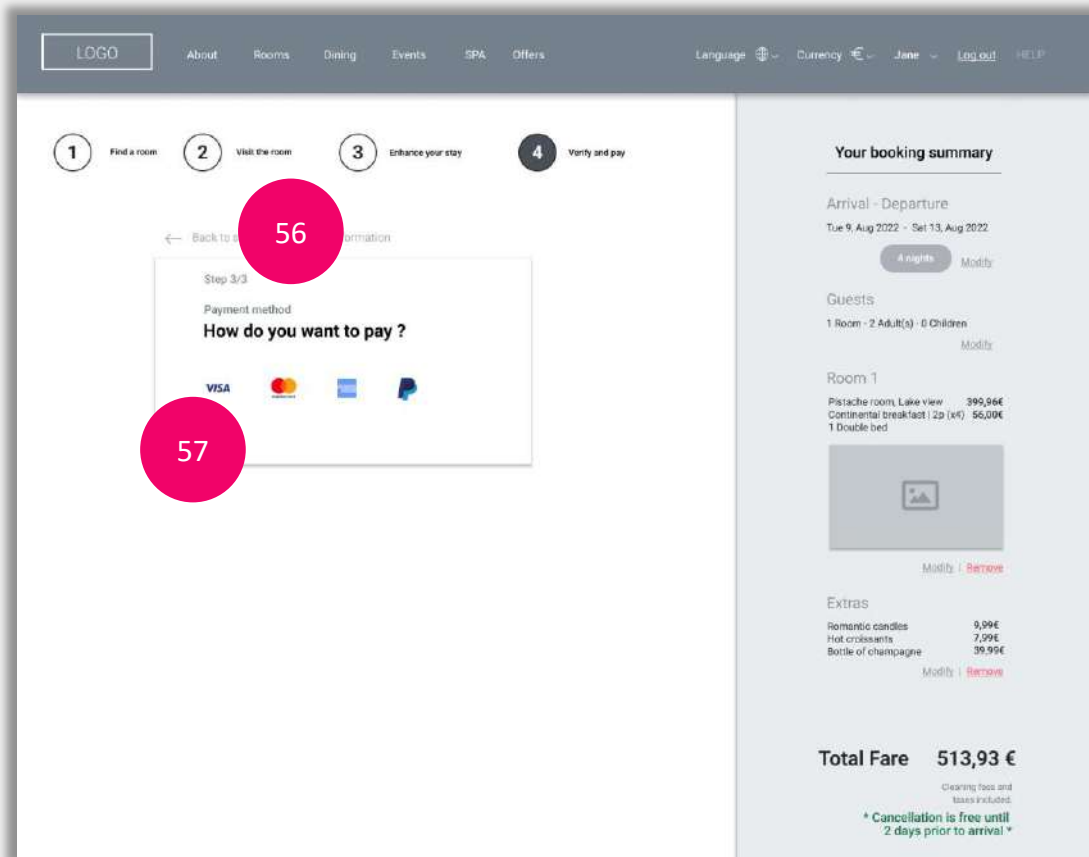 LOGO About Rooms Dining Events SPA Offers Language Currency € Jane Log out HELP
1 Find a room 2 Visit the room 3 Enhance your stay 4 Verify and pay
56
Back to s ormation
Step 3/3
Payment method
How do you want to pay ?
VISA
57
Your booking summary
Arrival - Departure
Tue 9, Aug 2022 - Set 13, Aug 2022
4 nights Modify
Guests
1 Room - 2 Adult(s) - 0 Children
Modify
Room 1
Pistache room, Lake view 399,96€
Continental breakfast | 2p (x4) 56,00€
1 Double bed
Modify | Remove
Extras
Romantic candles 9,99€
Hot croissants 7,99€
Bottle of champagne 39,99€
Modify | Remove
Total Fare 513,93 €
Cleaning fees and
taxes included.
* Cancellation is free until
2 days prior to arrival *